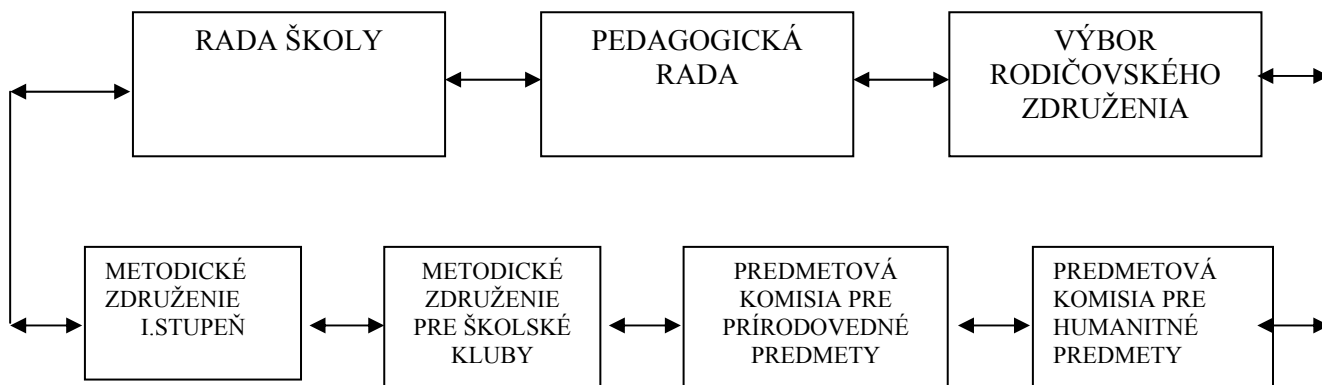 RADA ŠKOLY
PEDAGOGICKÁ
RADA
VÝBOR
RODIČOVSKÉHO
ZDRUŽENIA
METODICKÉ
ZDRUŽENIE
I.STUPEŇ
METODICKÉ
ZDRUŽENIE
PRE ŠKOLSKÉ
KLUBY
PREDMETOVÁ
KOMISIA PRE
PRÍRODOVEDNÉ
PREDMETY
PREDMETOVÁ
KOMISIA PRE
HUMANITNÉ
PREDMETY